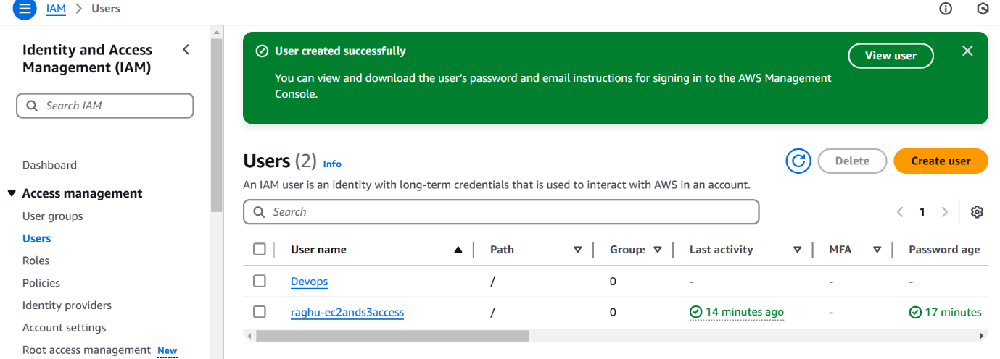 IAM > Users
Identity and Access
Management (IAM)
Search IAM
Dashboard
Access management
User groups
Users
Roles
Policies
Identity providers
Account settings
Root access management New
User created successfully
View user
You can view and download the user's password and email instructions for signing in to the AWS Management
Console.
Users (2) Info
Delete
Create user
An IAM user is an identity with long-term credentials that is used to interact with AWS in an account.
Search
1
User name Path Groups Last activity MFA Password age
Devops / 0 - - -
raghu-ec2ands3access / 0 14 minutes ago - 17 minutes